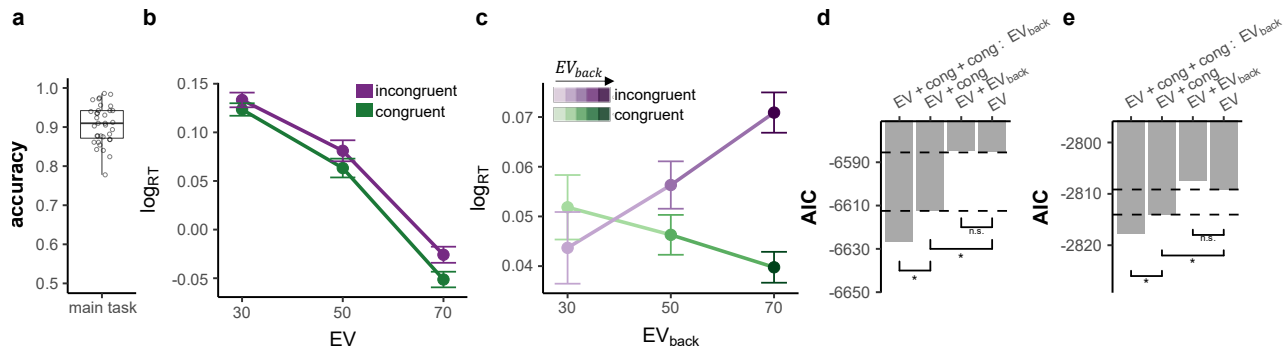 a
accuracy
1.0
0.9
0.8
0.7
0.6
0.5
main task
b
log_RT
0.15
0.10
0.05
0.0
-0.05
incongruent
congruent
30
50
70
EV
c
EV_back
incongruent
congruent
log_RT
0.07
0.06
0.05
0.04
30
50
70
EV_back
d
EV + cong + cong : EV_back
EV + cong
EV + EV_back
EV
AIC
-6590
-6610
-6630
-6650
n.s.
*
*
e
EV + cong + cong : EV_back
EV + cong
EV + EV_back
EV
AIC
-2800
-2810
-2820
n.s.
*
*